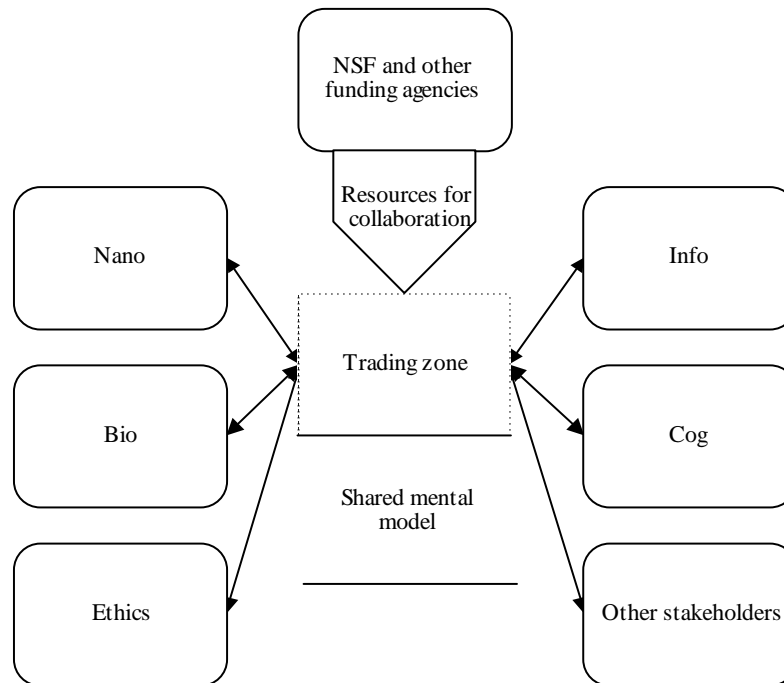 NSF and other
funding agencies
Resources for
collaboration
Nano
Info
Trading zone
Bio
Cog
Shared mental
model
Ethics
Other stakeholders